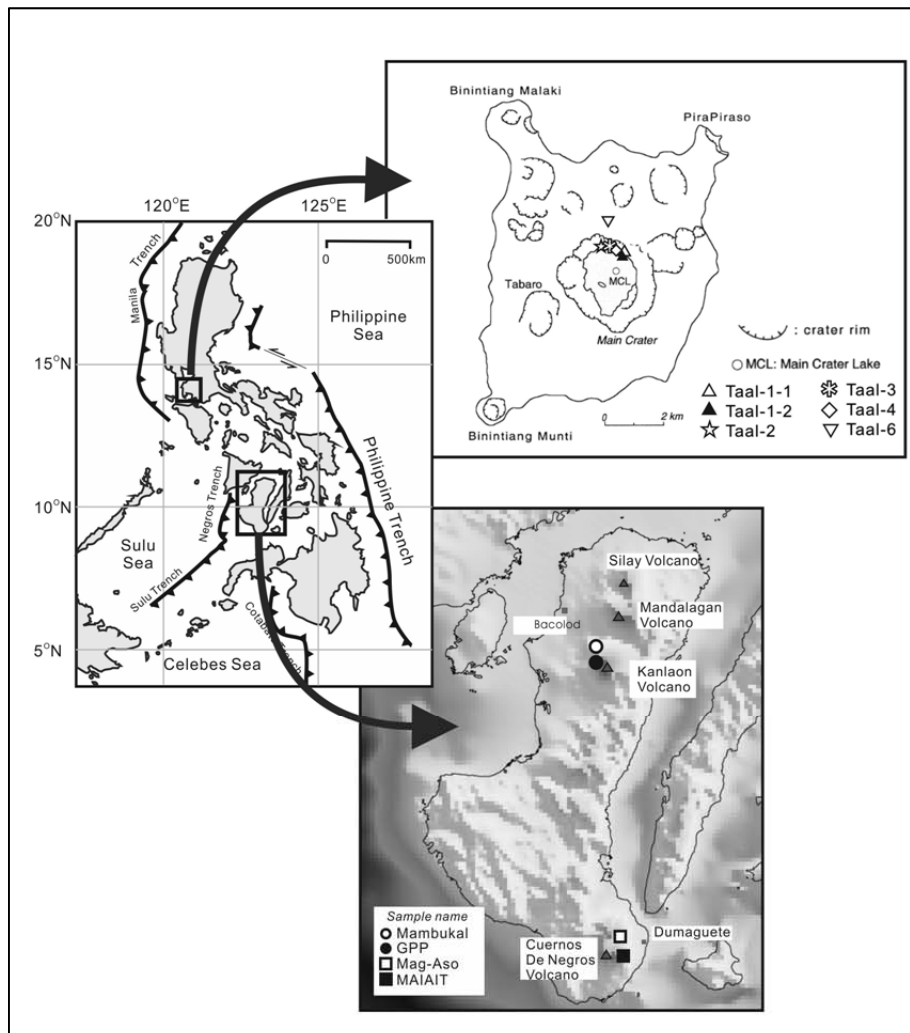 Binintiang Malaki
PiraPiraso
MCL
Tabaro
Main Crater
: crater rim
MCL: Main Crater Lake
Taal-1-1
Taal-3
Taal-1-2
Taal-4
Taal-2
Taal-6
0 2 km
Binintiang Munti
120°E 125°E
20°N
0 500km
Trench
Manila
Philippine
Sea
15°N
Philippine Trench
Negros Trench
10°N
Sulu
Sea
Sulu Trench
Cotabato Trench
5°N
Celebes Sea
Silay Volcano
Mandalagan
Volcano
Bacolod
Kanlaon
Volcano
Sample name
Mambukal
GPP
Mag-Aso
MAIAIT
Cuernos
De Negros
Volcano
Dumaguete